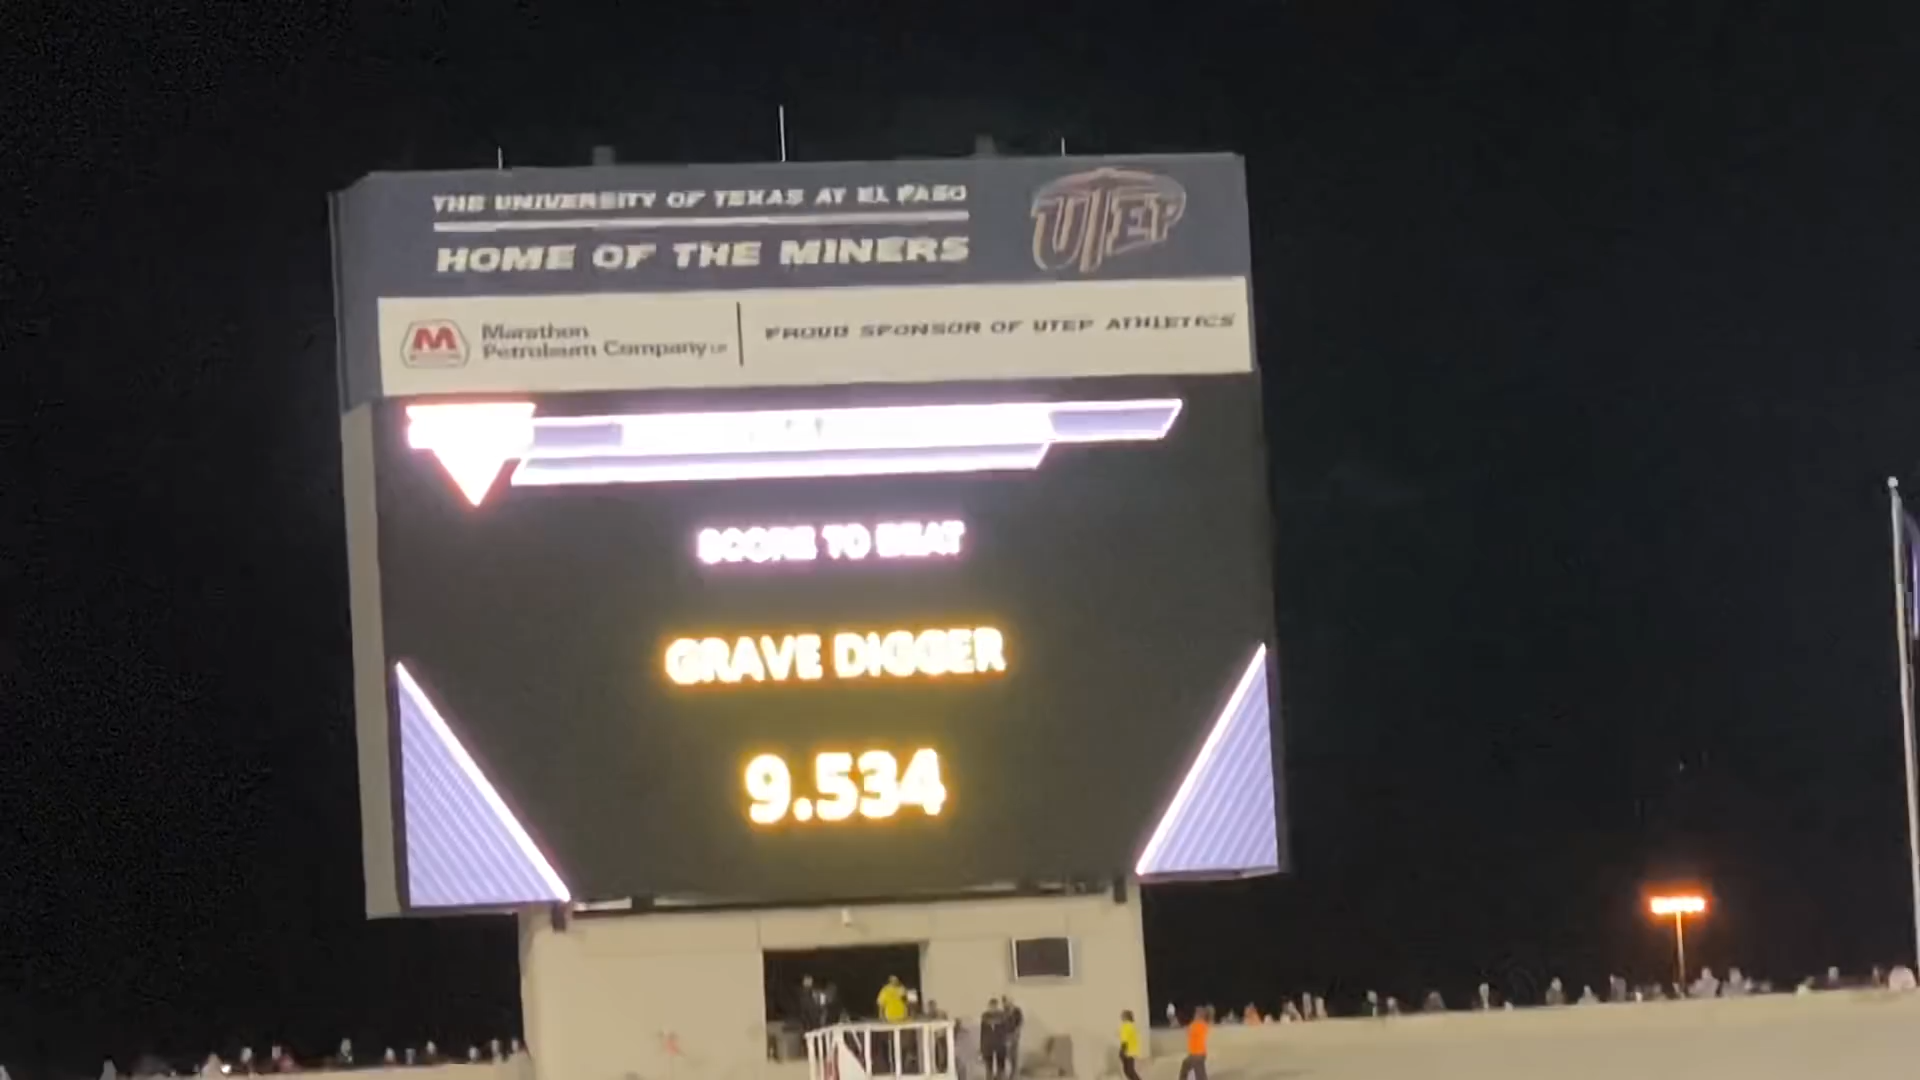 THE UNIVERSITY OF TEXAS AT EL PASO
HOME OF THE MINERS
UTEP
M
Marathon
Petroleum Company LP
PROUD SPONSOR OF UTEP ATHLETICS
SCORE TO BEAT
GRAVE DIGGER
9.534